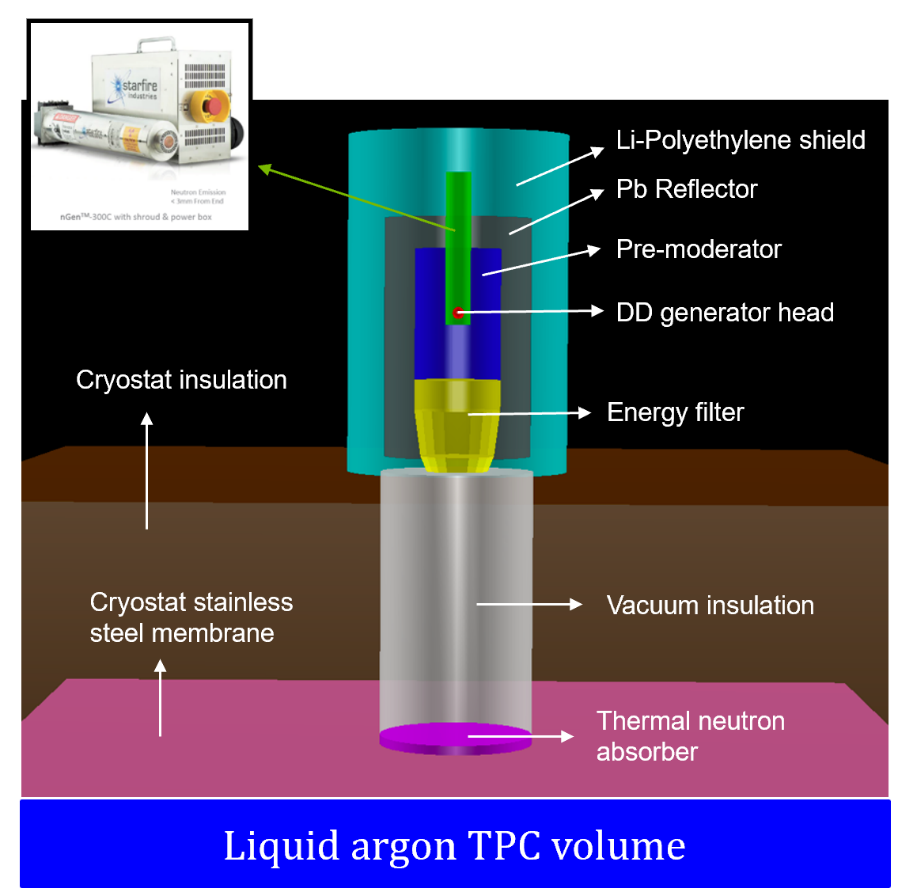 starfire
industries
Neutron Emission
< 3mm From End
nGen™-300C with shroud & power box
Li-Polyethylene shield
Pb Reflector
Pre-moderator
DD generator head
Cryostat insulation
Energy filter
Cryostat stainless
steel membrane
Vacuum insulation
Thermal neutron
absorber
Liquid argon TPC volume